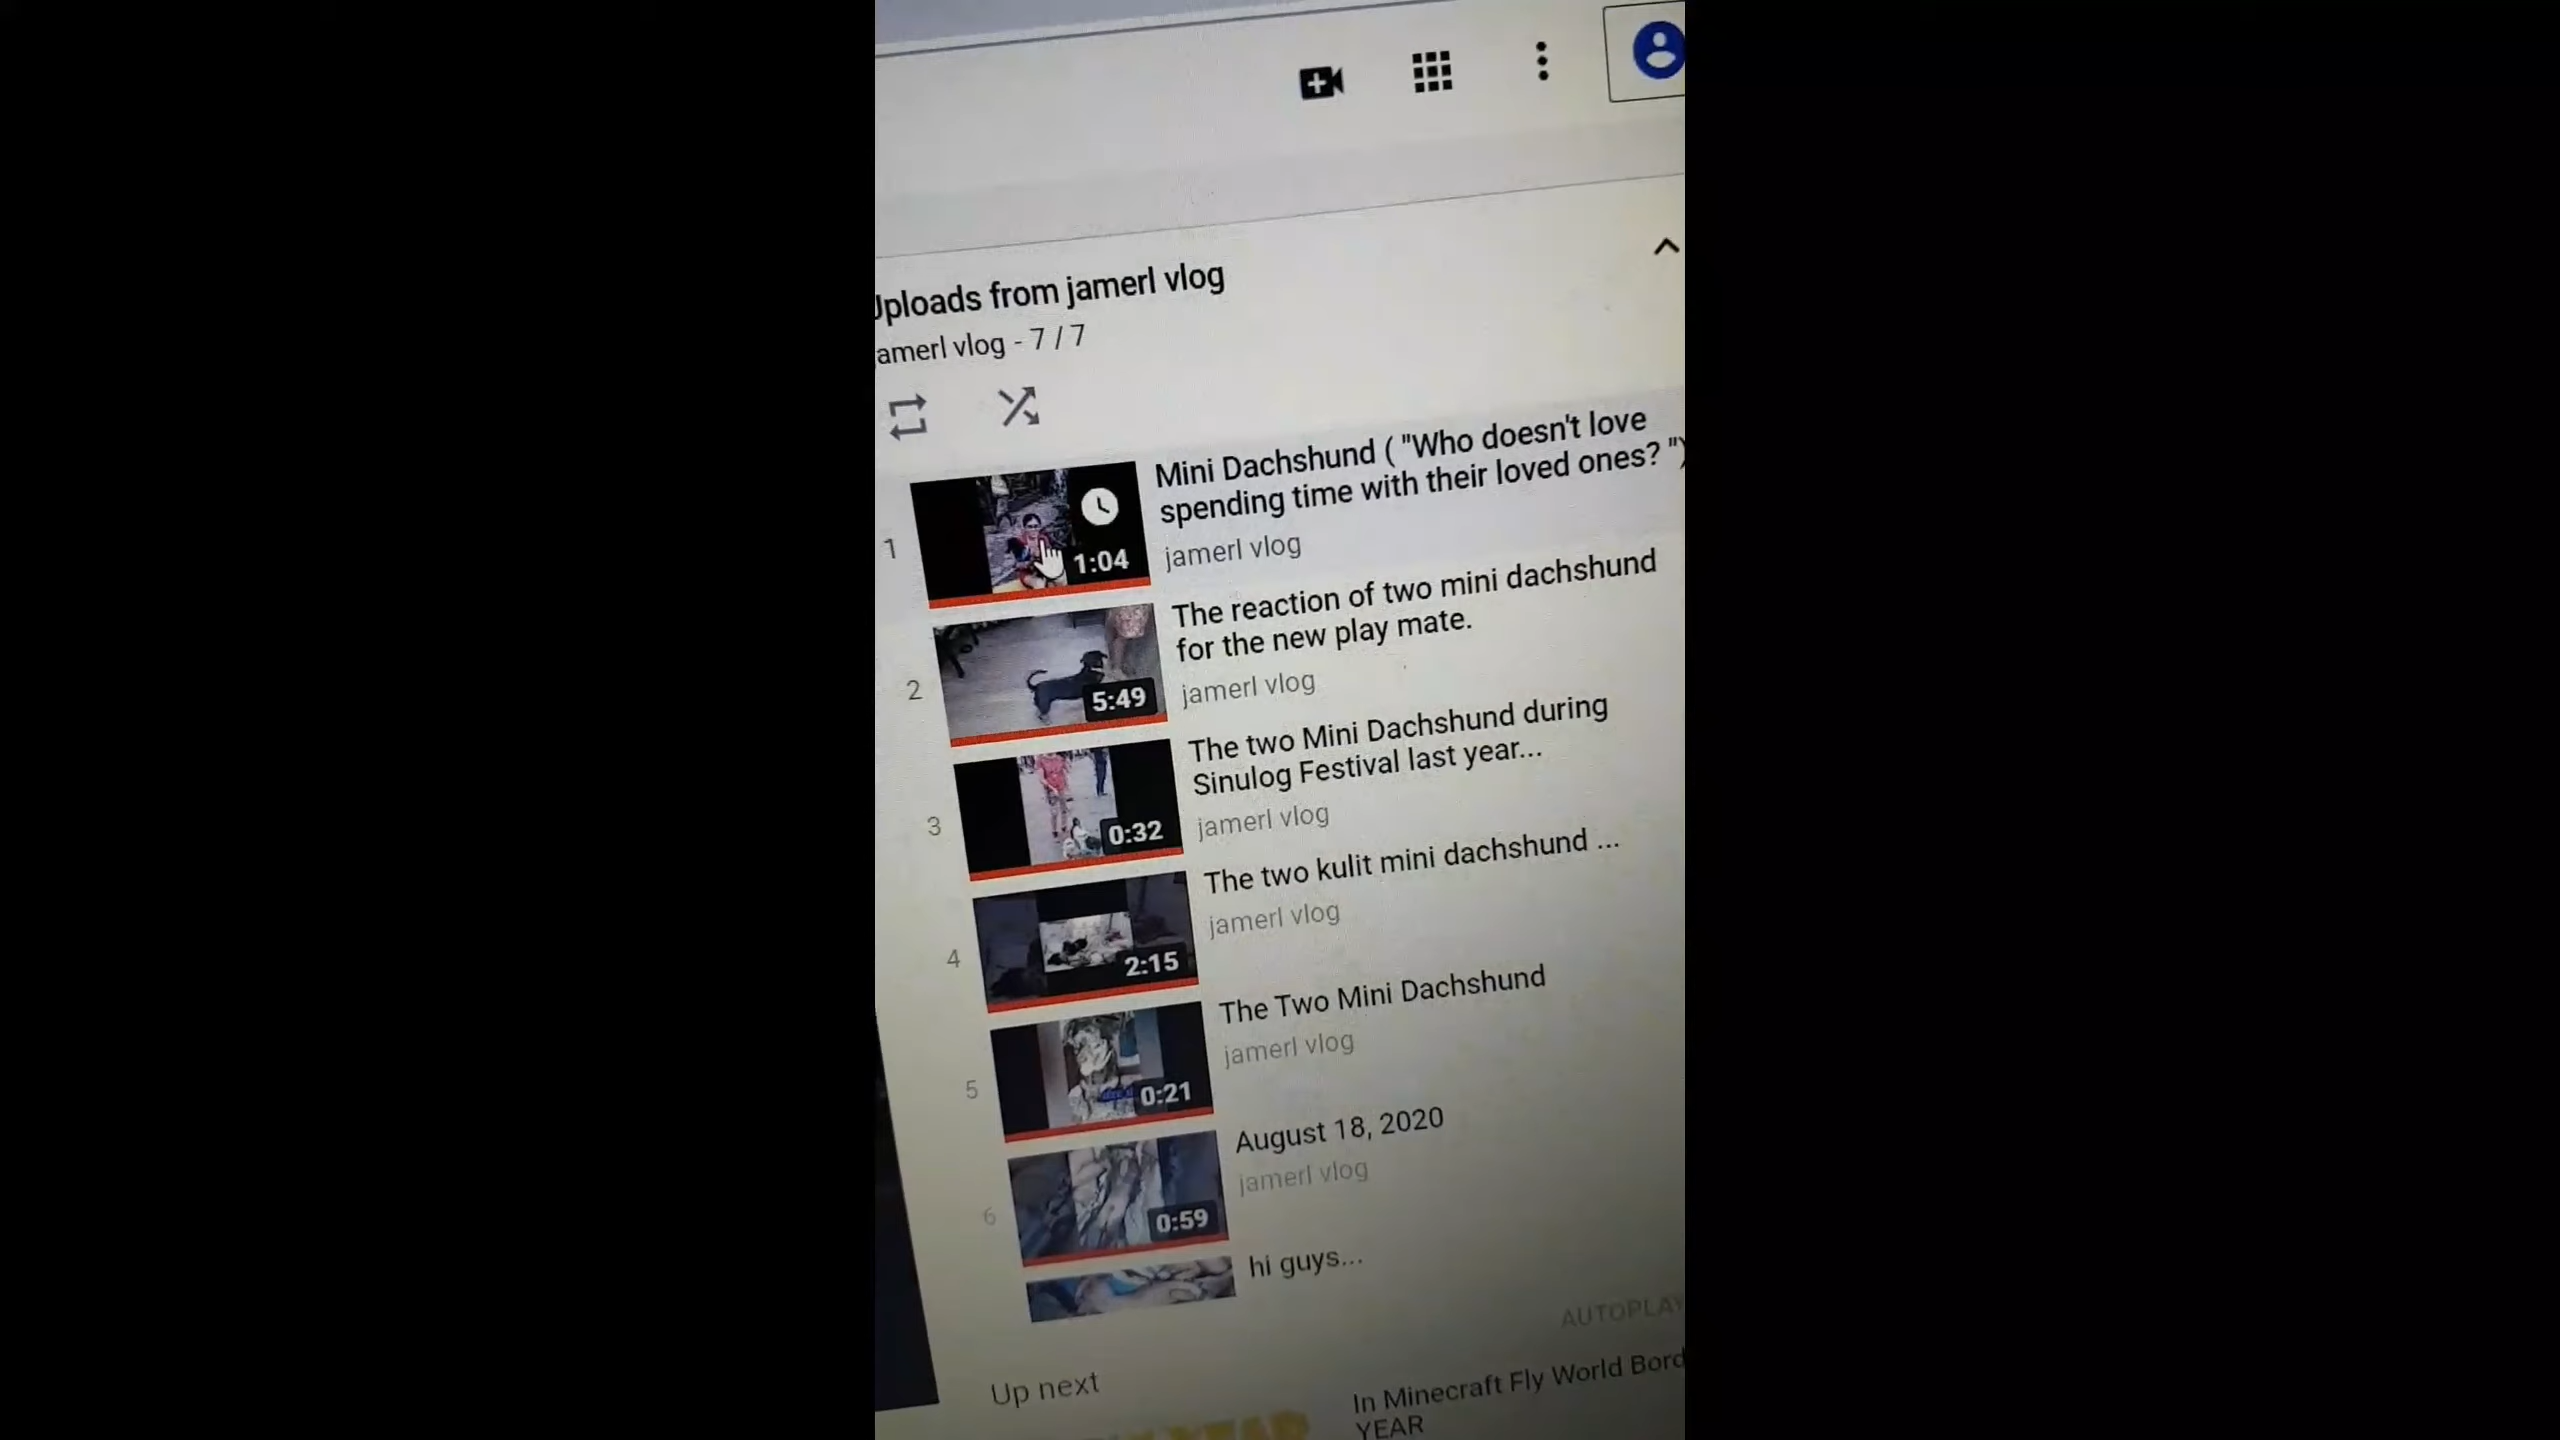 Uploads from jamerl vlog
jamerl vlog - 7 / 7
1
1:04
Mini Dachshund ( "Who doesn't love
spending time with their loved ones? ")
jamerl vlog
2
5:49
The reaction of two mini dachshund
for the new play mate.
jamerl vlog
3
0:32
The two Mini Dachshund during
Sinulog Festival last year...
jamerl vlog
4
2:15
The two kulit mini dachshund ...
jamerl vlog
5
0:21
The Two Mini Dachshund
jamerl vlog
6
0:59
August 18, 2020
jamerl vlog
hi guys...
AUTOPLAY
Up next
In Minecraft Fly World Bord
YEAR